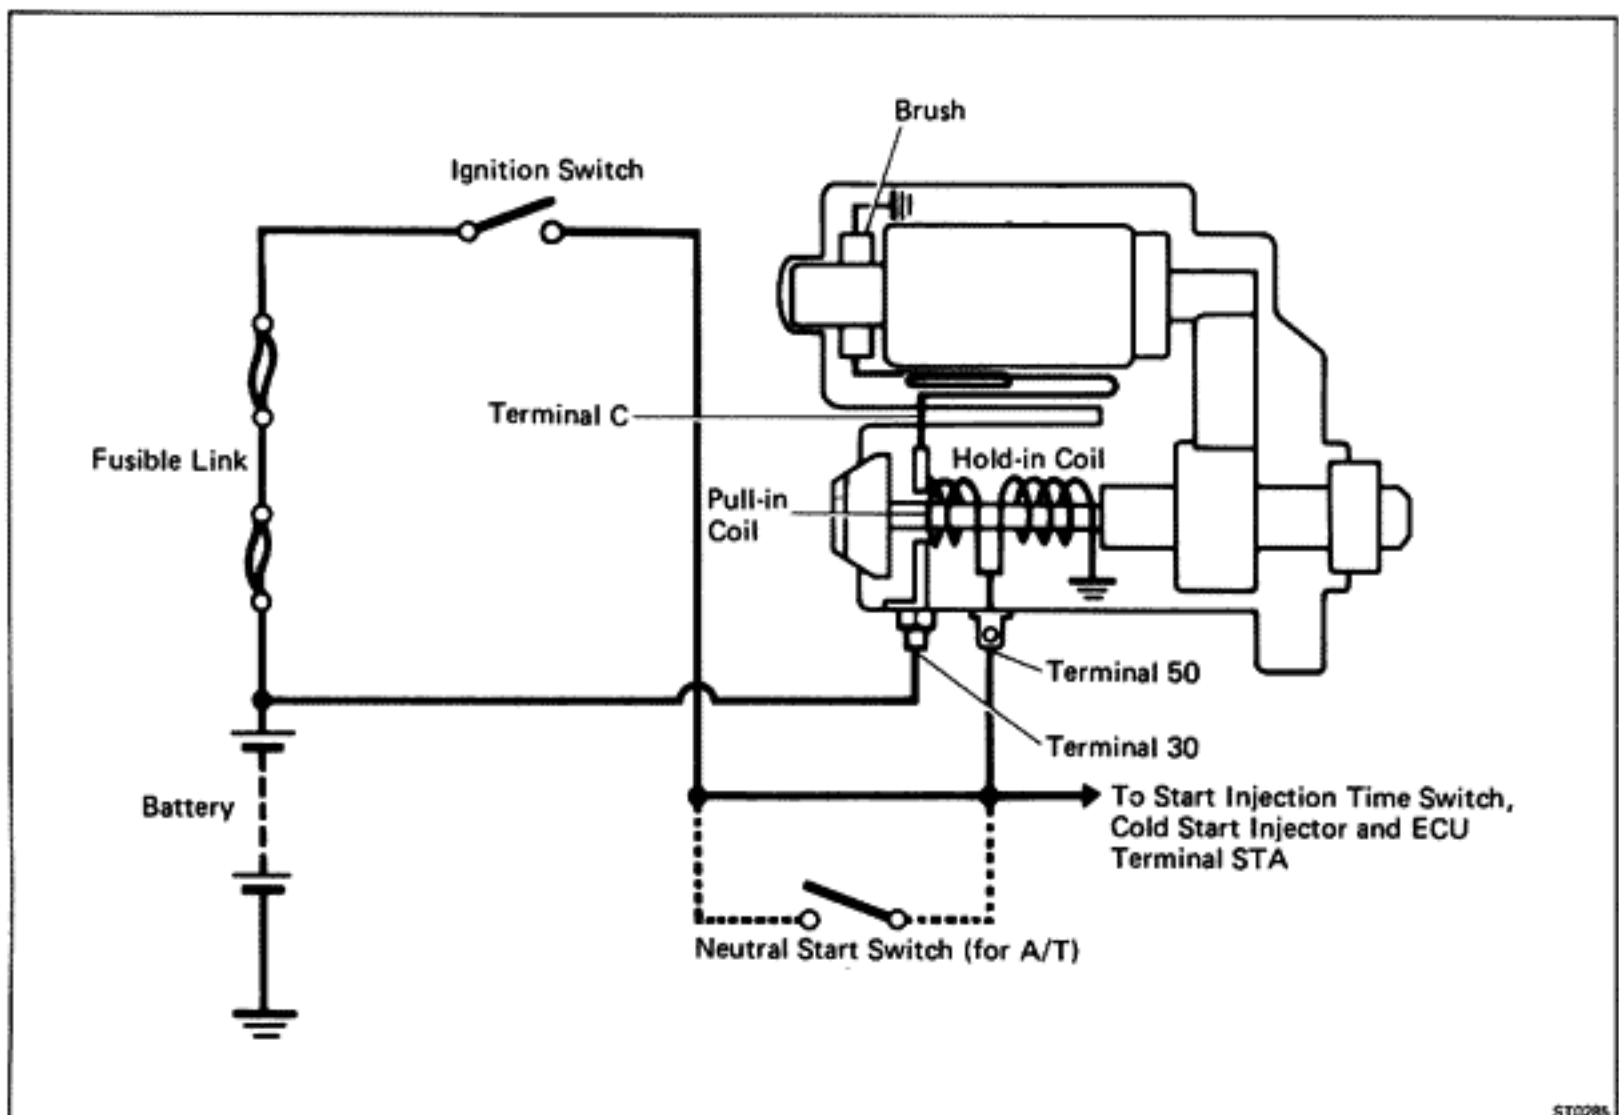 Brush
Ignition Switch
Terminal C
Hold-in Coil
Fusible Link
Pull-in
Coil
Terminal 50
Terminal 30
Battery
To Start Injection Time Switch,
Cold Start Injector and ECU
Terminal STA
Neutral Start Switch (for A/T)